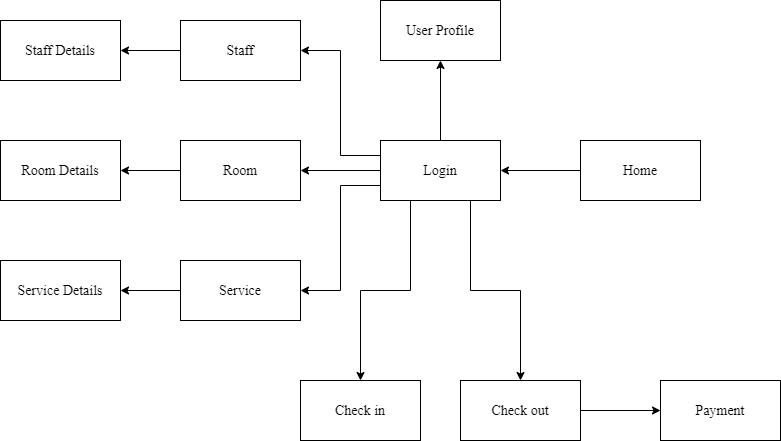 User Profile
Staff Details
Staff
Room Details
Room
Login
Home
Service Details
Service
Check in
Check out
Payment